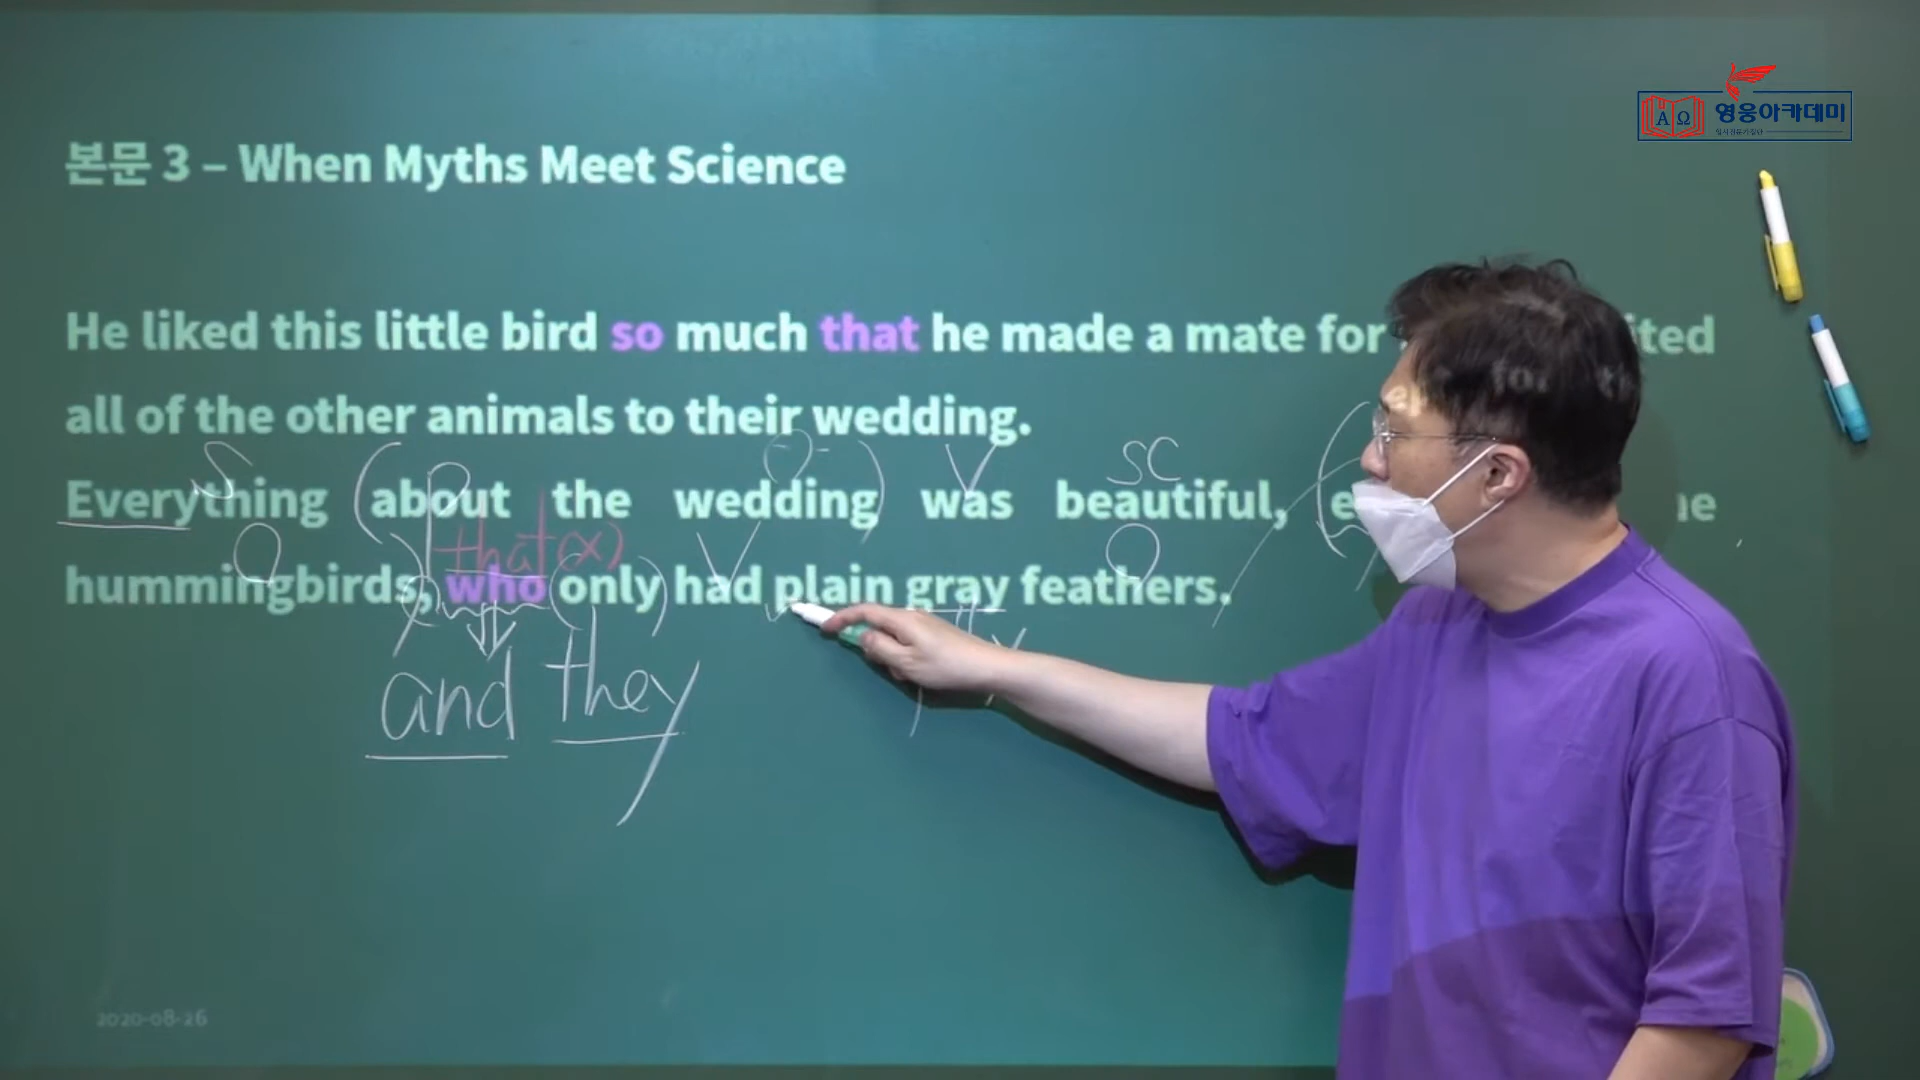 영웅아카데미
본문 3 – When Myths Meet Science
He liked this little bird so much that he made a mate for ited
all of the other animals to their wedding.
S P O V SC
Everything (about the wedding) was beautiful, (e
that(x)
O V O
hummingbirds, who (only) had plain gray feathers.
and they
2020-08-26